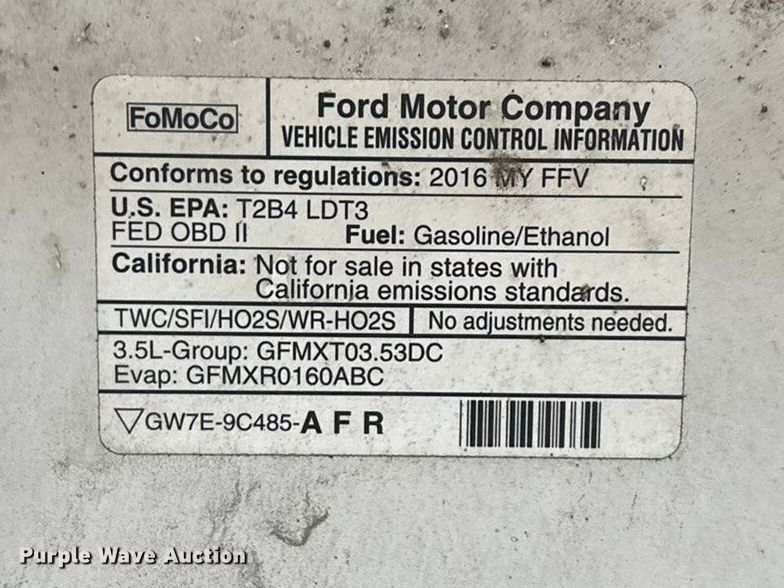 FoMoCo
Ford Motor Company
VEHICLE EMISSION CONTROL INFORMATION
Conforms to regulations: 2016 MY FFV
U.S. EPA: T2B4 LDT3
FED OBD II Fuel: Gasoline/Ethanol
California: Not for sale in states with
California emissions standards.
TWC/SFI/HO2S/WR-HO2S No adjustments needed.
3.5L-Group: GFMXT03.53DC
Evap: GFMXR0160ABC
GW7E-9C485-A F R
Purple Wave Auction